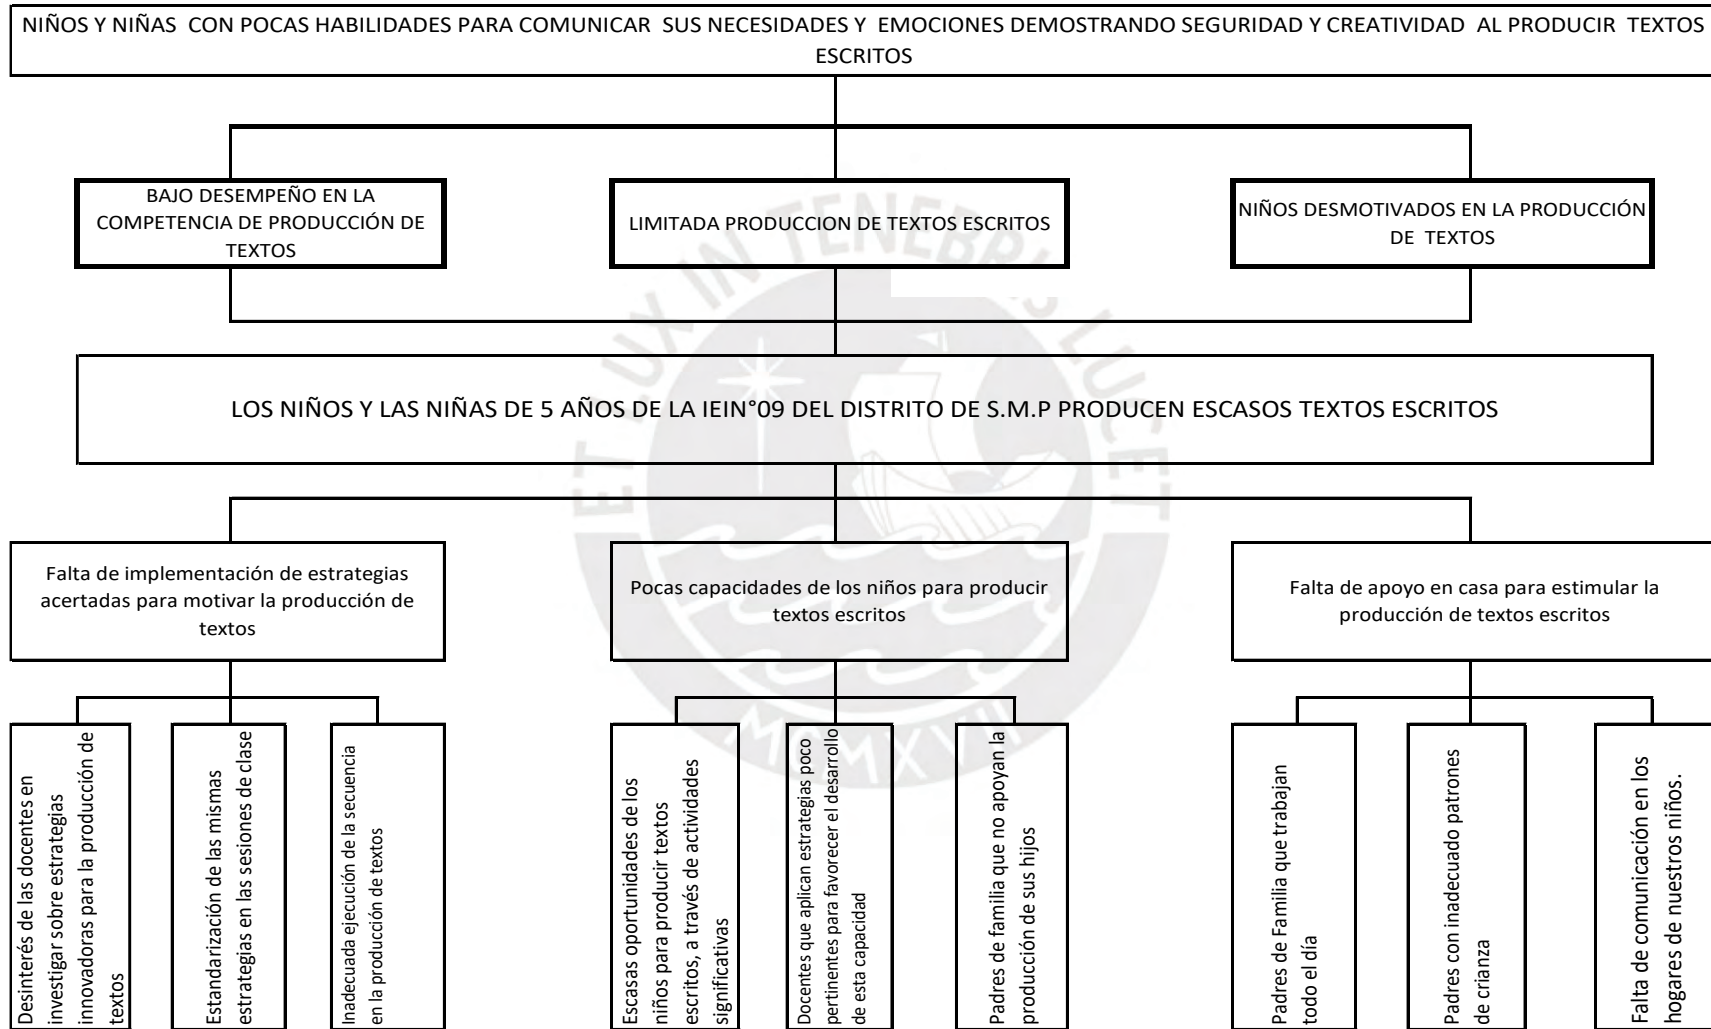 NIÑOS Y NIÑAS CON POCAS HABILIDADES PARA COMUNICAR SUS NECESIDADES Y EMOCIONES DEMOSTRANDO SEGURIDAD Y CREATIVIDAD AL PRODUCIR TEXTOS
ESCRITOS
BAJO DESEMPEÑO EN LA
COMPETENCIA DE PRODUCCIÓN DE
TEXTOS
LIMITADA PRODUCCION DE TEXTOS ESCRITOS
NIÑOS DESMOTIVADOS EN LA PRODUCCIÓN
DE TEXTOS
LOS NIÑOS Y LAS NIÑAS DE 5 AÑOS DE LA IEIN°09 DEL DISTRITO DE S.M.P PRODUCEN ESCASOS TEXTOS ESCRITOS
Falta de implementación de estrategias
acertadas para motivar la producción de
textos
Pocas capacidades de los niños para producir
textos escritos
Falta de apoyo en casa para estimular la
producción de textos escritos
Desinterés de las docentes en
investigar sobre estrategias
innovadoras para la producción de
textos
Estandarización de las mismas
estrategias en las sesiones de clase
Inadecuada ejecución de la secuencia
en la producción de textos
Escasas oportunidades de los
niños para producir textos
escritos, a través de actividades
significativas
Docentes que aplican estrategias poco
pertinentes para favorecer el desarrollo
de esta capacidad
Padres de familia que no apoyan la
producción de sus hijos
Padres de Familia que trabajan
todo el día
Padres con inadecuado patrones
de crianza
Falta de comunicación en los
hogares de nuestros niños.
ET LUX IN TENEBRIS LUCET
MCMXVII